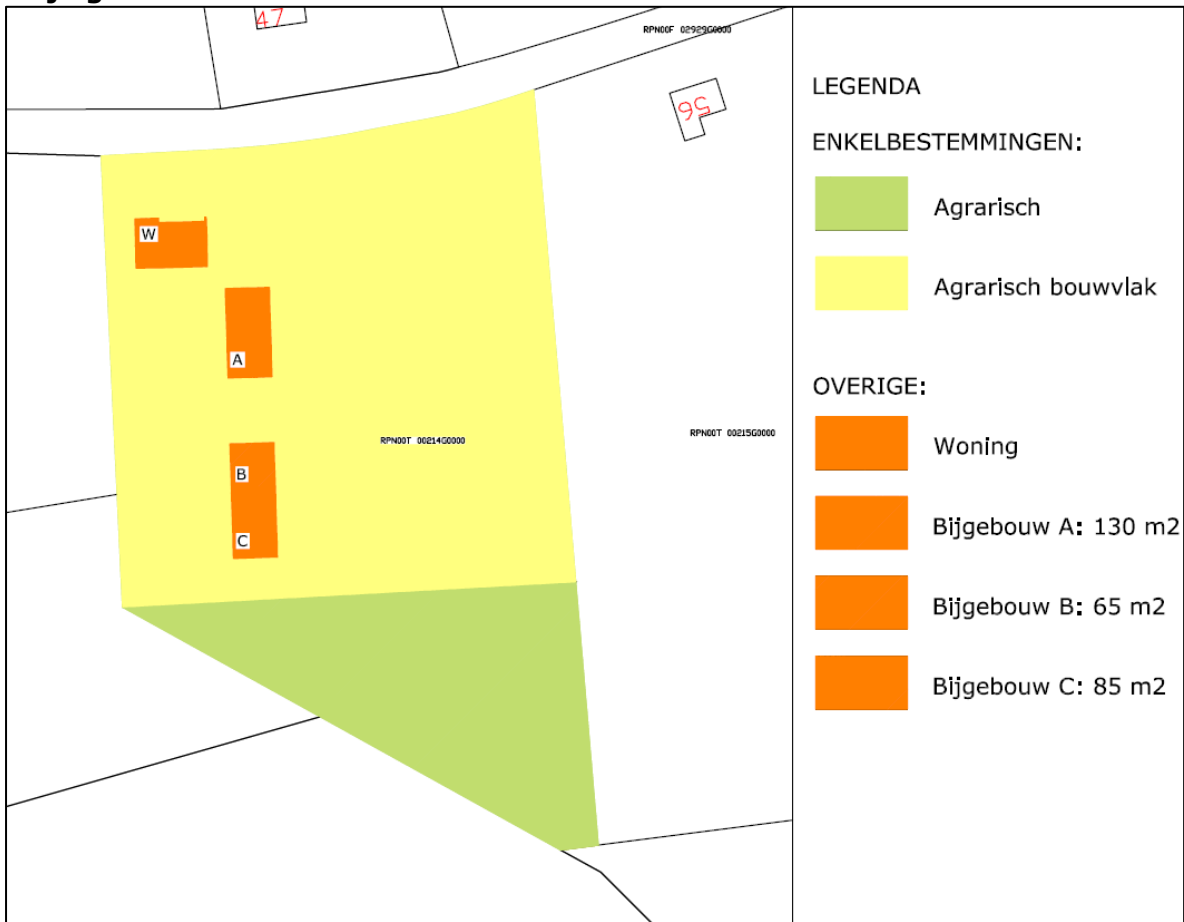 47
RPN00F 02929G0000
56
LEGENDA
ENKELBESTEMMINGEN:
Agrarisch
Agrarisch bouwvlak
W
A
OVERIGE:
RPN00T 00214G0000
RPN00T 00215G0000
Woning
B
C
Bijgebouw A: 130 m2
Bijgebouw B: 65 m2
Bijgebouw C: 85 m2